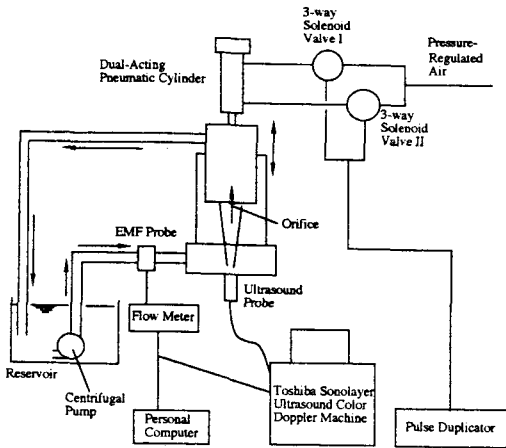 3-way
Solenoid
Valve I
Pressure-
Regulated
Air
Dual-Acting
Pneumatic Cylinder
3-way
Solenoid
Valve II
Orifice
EMF Probe
Ultrasound
Probe
Flow Meter
Reservoir
Centrifugal
Pump
Personal
Computer
Toshiba Sonolayer
Ultrasound Color
Doppler Machine
Pulse Duplicator